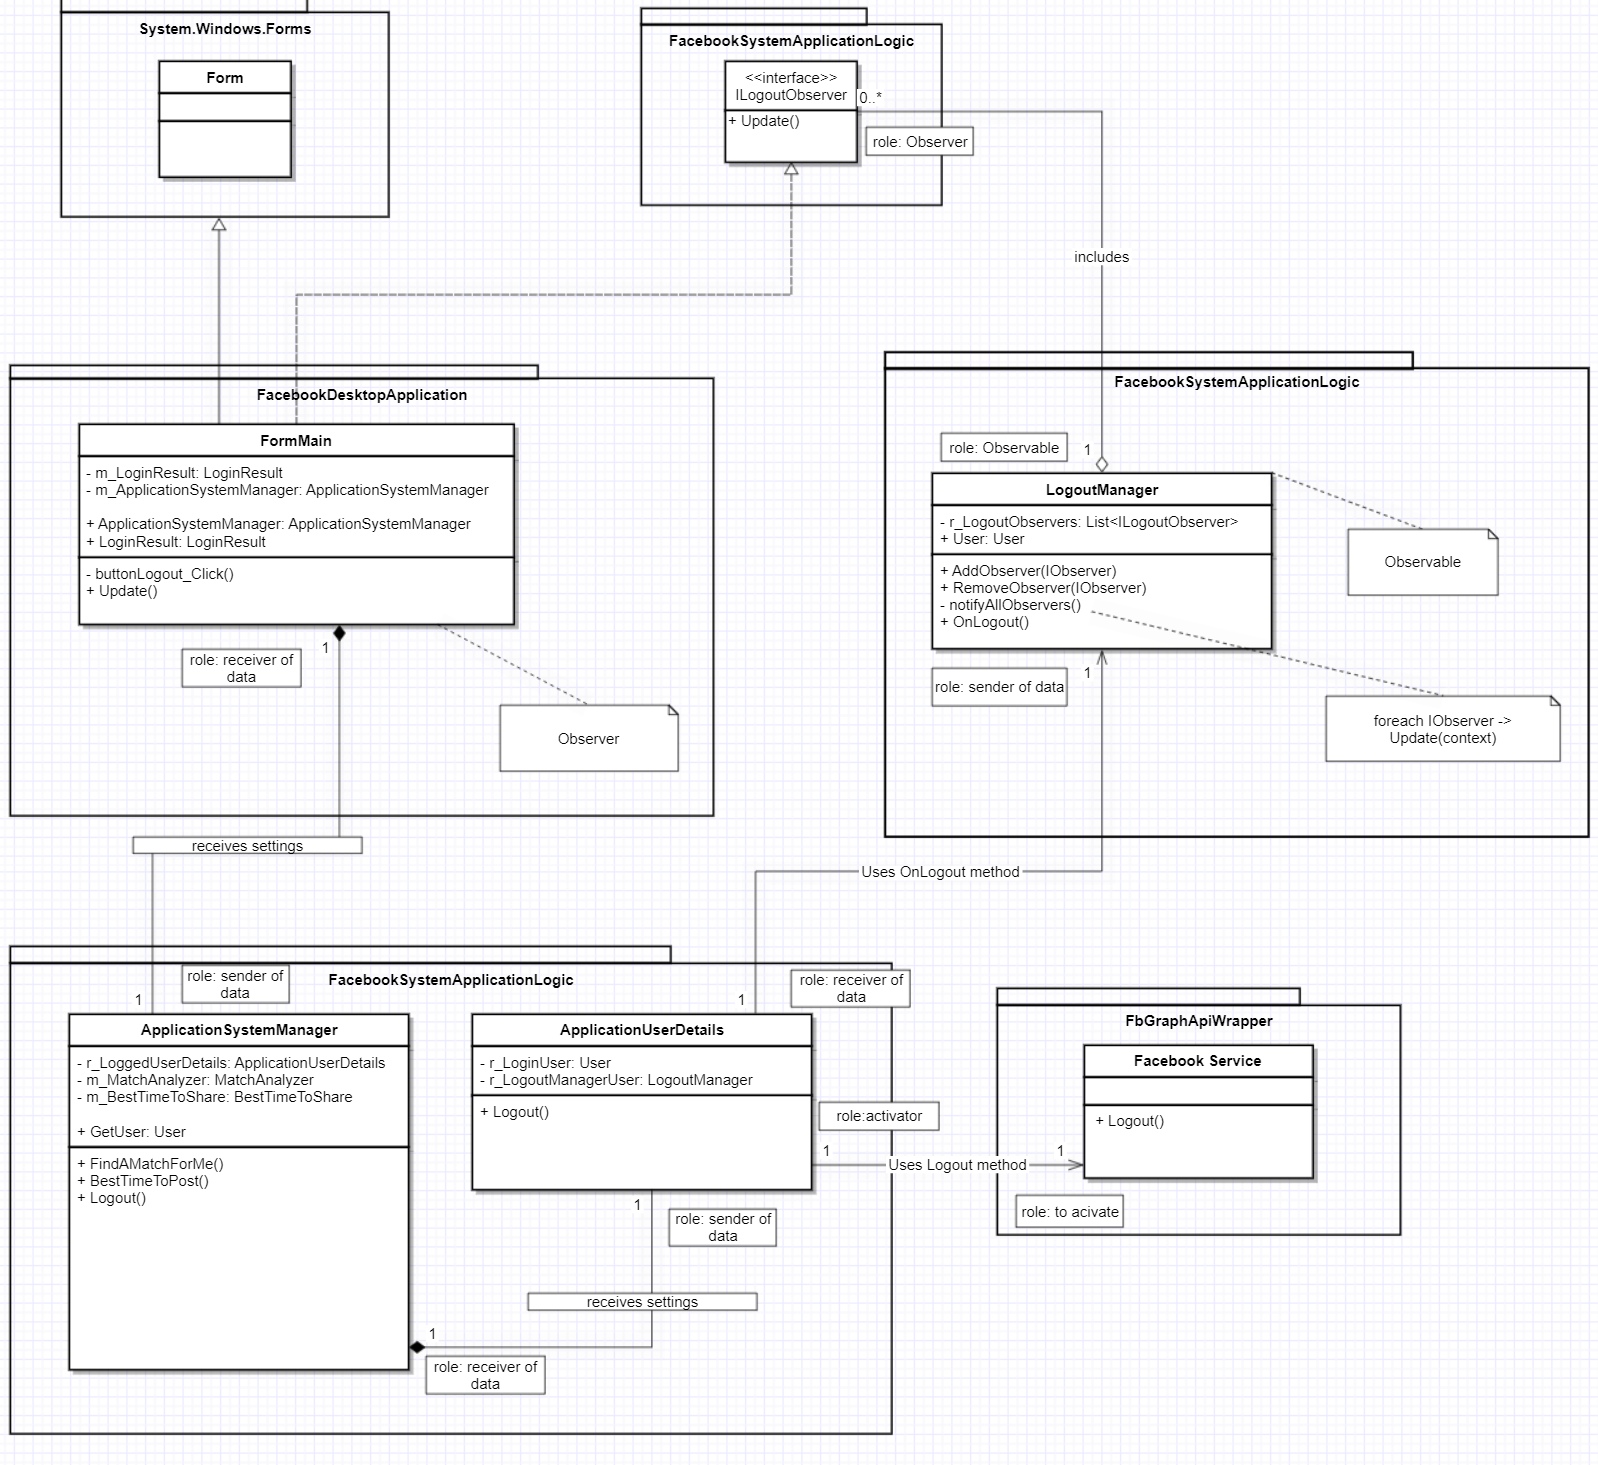 System.Windows.Forms
Form
FacebookSystemApplicationLogic
<<interface>>
ILogoutObserver
0..*
+ Update()
role: Observer
includes
FacebookDesktopApplication
FormMain
- m_LoginResult: LoginResult
- m_ApplicationSystemManager: ApplicationSystemManager
+ ApplicationSystemManager: ApplicationSystemManager
+ LoginResult: LoginResult
- buttonLogout_Click()
+ Update()
1
role: receiver of
data
Observer
receives settings
FacebookSystemApplicationLogic
role: Observable
1
LogoutManager
- r_LogoutObservers: List<ILogoutObserver>
+ User: User
+ AddObserver(IObserver)
+ RemoveObserver(IObserver)
- notifyAllObservers()
+ OnLogout()
Observable
role: sender of data
1
foreach IObserver ->
Update(context)
Uses OnLogout method
FacebookSystemApplicationLogic
role: sender of
data
1
ApplicationSystemManager
- r_LoggedUserDetails: ApplicationUserDetails
- m_MatchAnalyzer: MatchAnalyzer
- m_BestTimeToShare: BestTimeToShare
+ GetUser: User
+ FindAMatchForMe()
+ BestTimeToPost()
+ Logout()
1
role: receiver of
data
ApplicationUserDetails
- r_LoginUser: User
- r_LogoutManagerUser: LogoutManager
+ Logout()
role:activator
1
Uses Logout method
1
1
role: sender of
data
receives settings
1
role: receiver of
data
FbGraphApiWrapper
Facebook Service
+ Logout()
role: to acivate